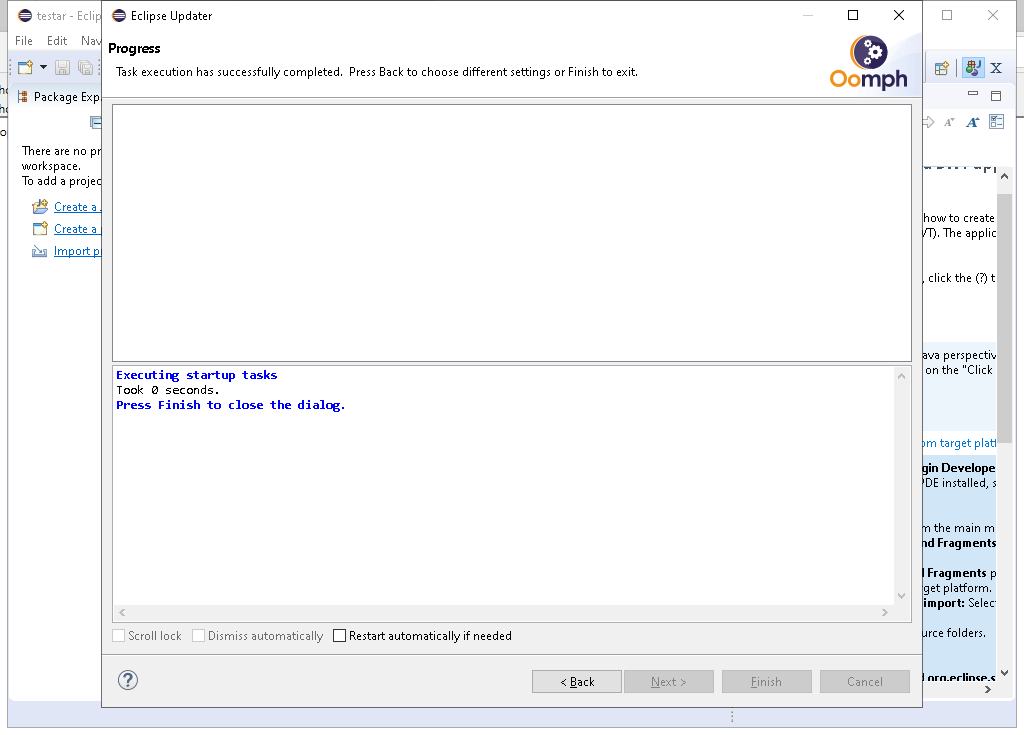 testar - Eclip
Eclipse Updater
File Edit Nav
Progress
Task execution has successfully completed. Press Back to choose different settings or Finish to exit.
Oomph
Package Exp
There are no pr
workspace.
To add a projec
Create a
Create a
Import p
how to create
/T). The applic
, click the (?) t
ava perspectiv
on the "Click
Executing startup tasks
Took 0 seconds.
Press Finish to close the dialog.
om target platf
gin Develope
PDE installed, s
m the main m
nd Fragments
l Fragments p
get platform.
import: Selec
urce folders.
org.eclipse.s
Scroll lock Dismiss automatically Restart automatically if needed
< Back Next > Finish Cancel